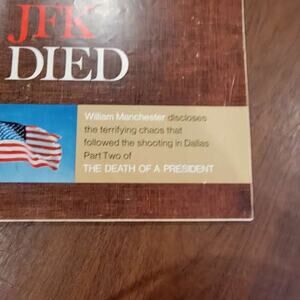 JFK
DIED
William Manchester discloses
the terrifying chaos that
followed the shooting in Dallas
Part Two of
THE DEATH OF A PRESIDENT